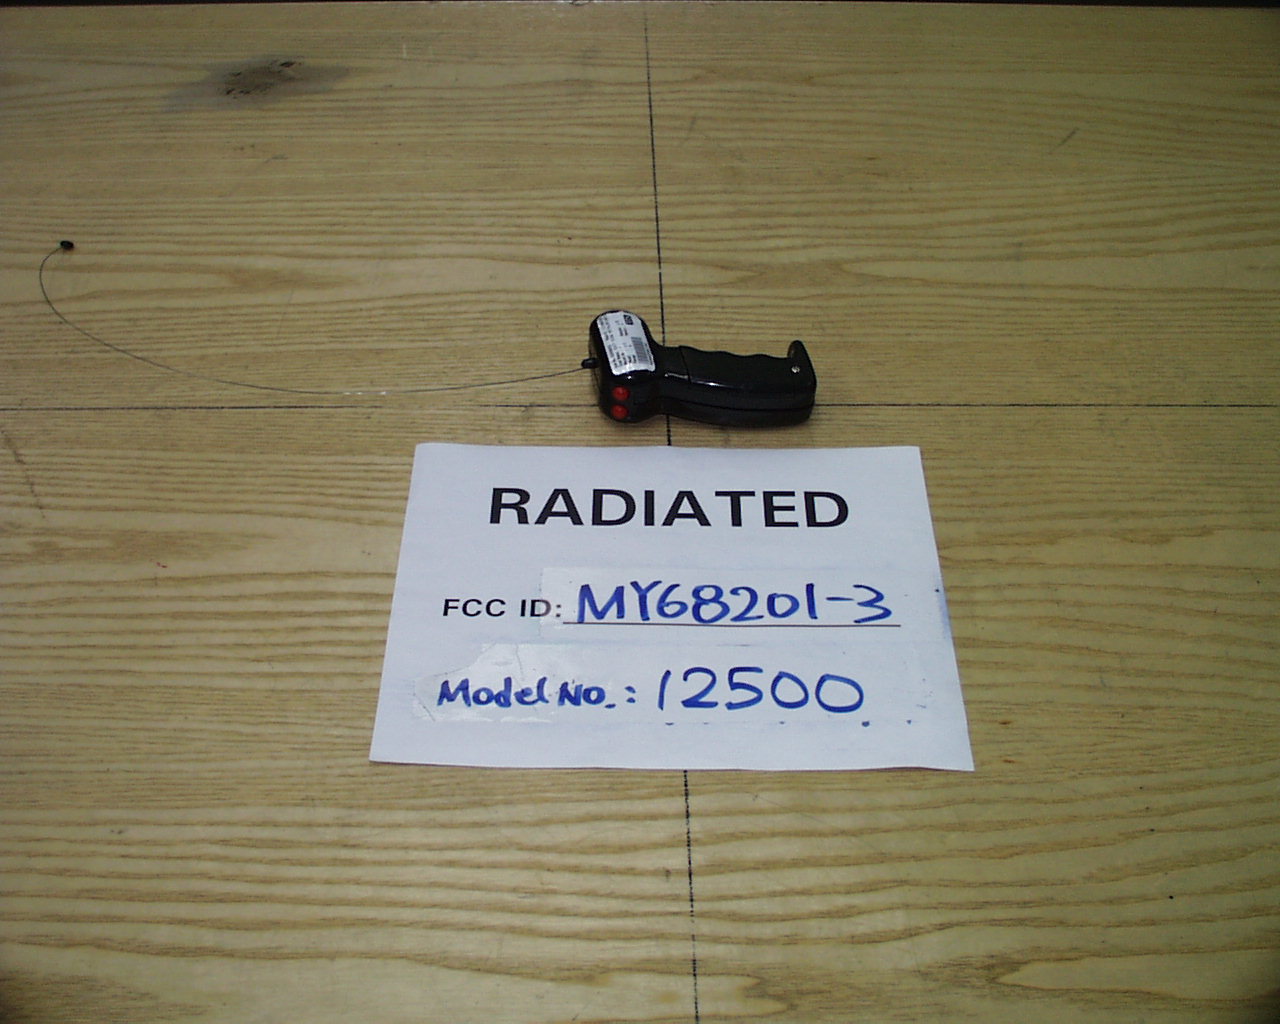 RADIATED
FCC ID: MY68201-3
Model No.: 12500